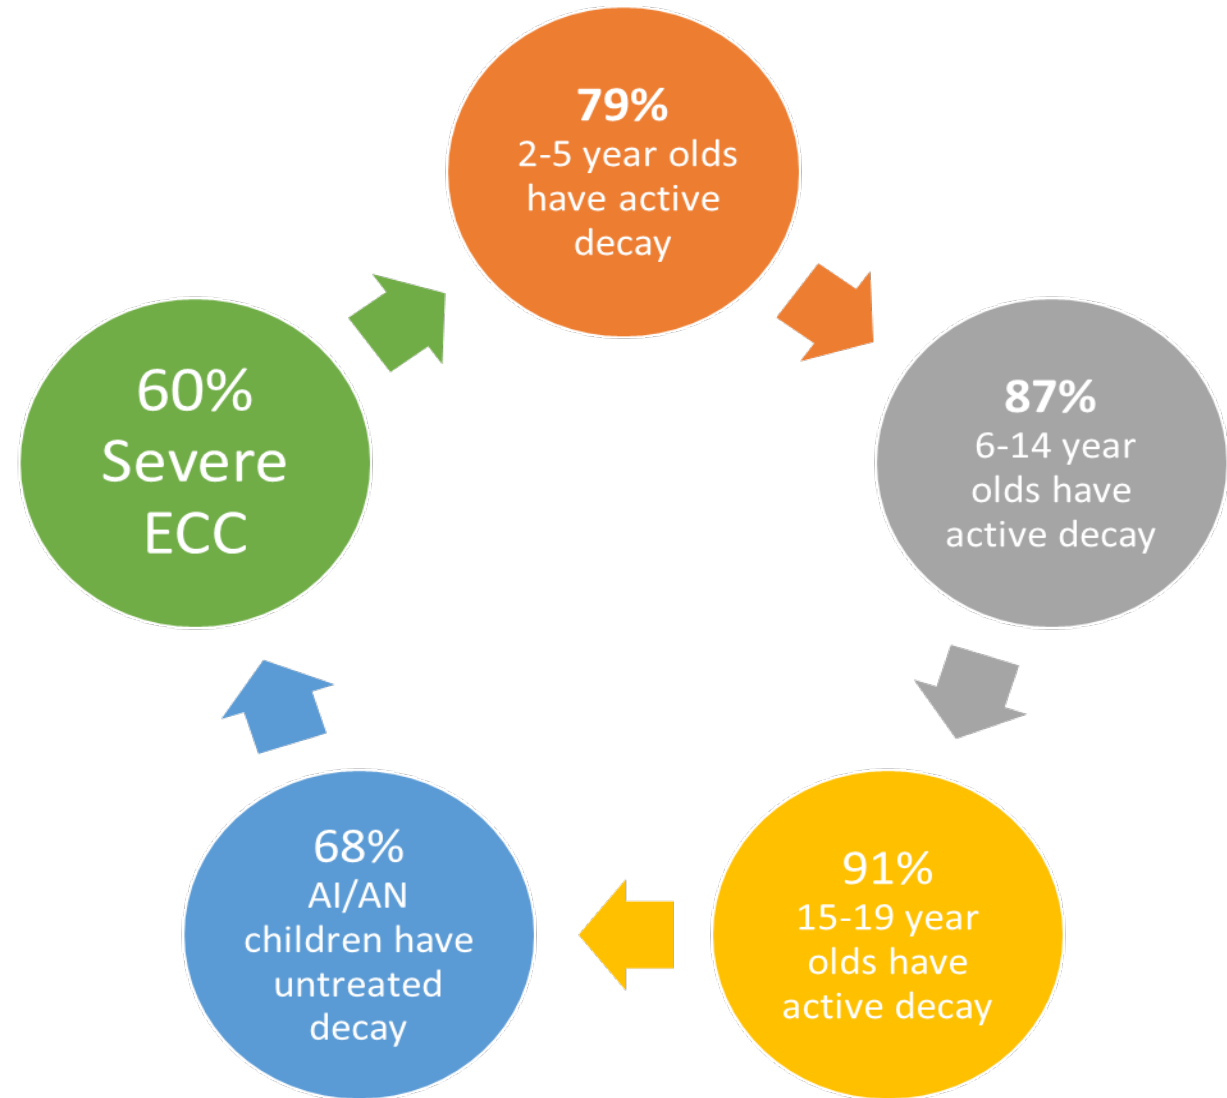 79%
2-5 year olds
have active
decay
87%
6-14 year
olds have
active decay
91%
15-19 year
olds have
active decay
68%
AI/AN
children have
untreated
decay
60%
Severe
ECC